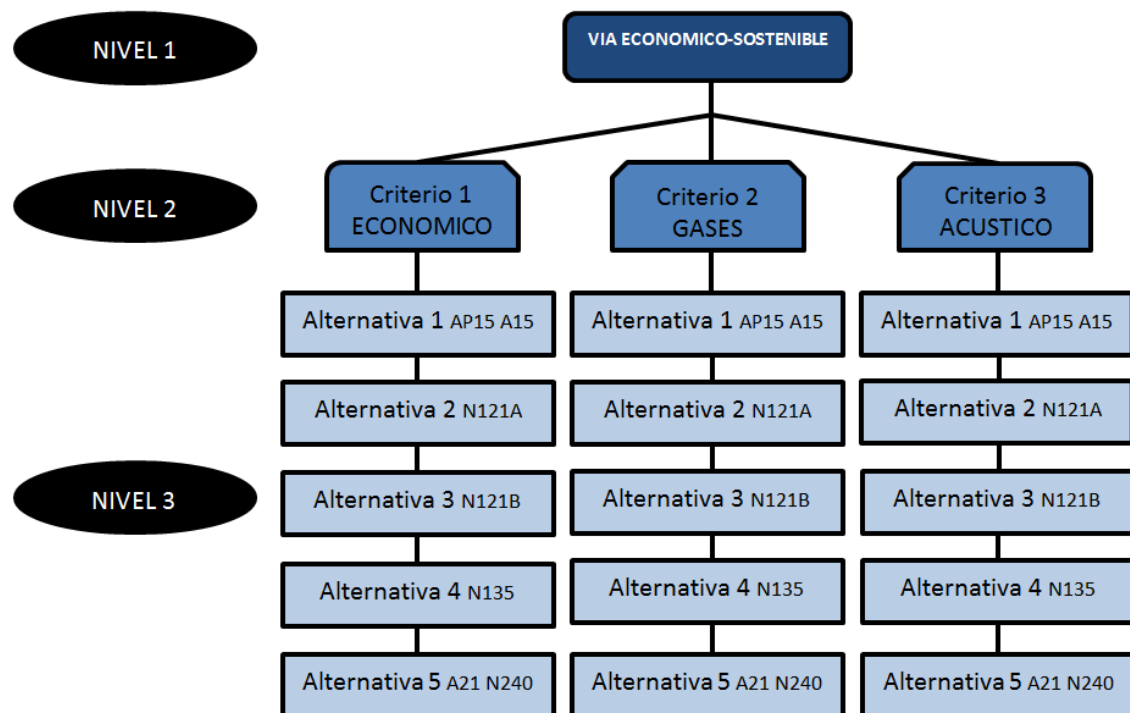 NIVEL 1
VIA ECONOMICO-SOSTENIBLE
NIVEL 2
Criterio 1
ECONOMICO
Criterio 2
GASES
Criterio 3
ACUSTICO
Alternativa 1 AP15 A15
Alternativa 1 AP15 A15
Alternativa 1 AP15 A15
Alternativa 2 N121A
Alternativa 2 N121A
Alternativa 2 N121A
NIVEL 3
Alternativa 3 N121B
Alternativa 3 N121B
Alternativa 3 N121B
Alternativa 4 N135
Alternativa 4 N135
Alternativa 4 N135
Alternativa 5 A21 N240
Alternativa 5 A21 N240
Alternativa 5 A21 N240